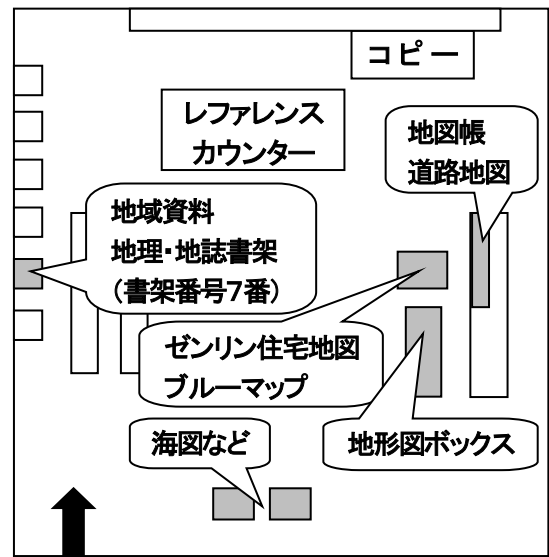 コピー
レファレンス
カウンター
地図帳
道路地図
地域資料
地理・地誌書架
（書架番号7番）
ゼンリン住宅地図
ブルーマップ
海図など
地形図ボックス